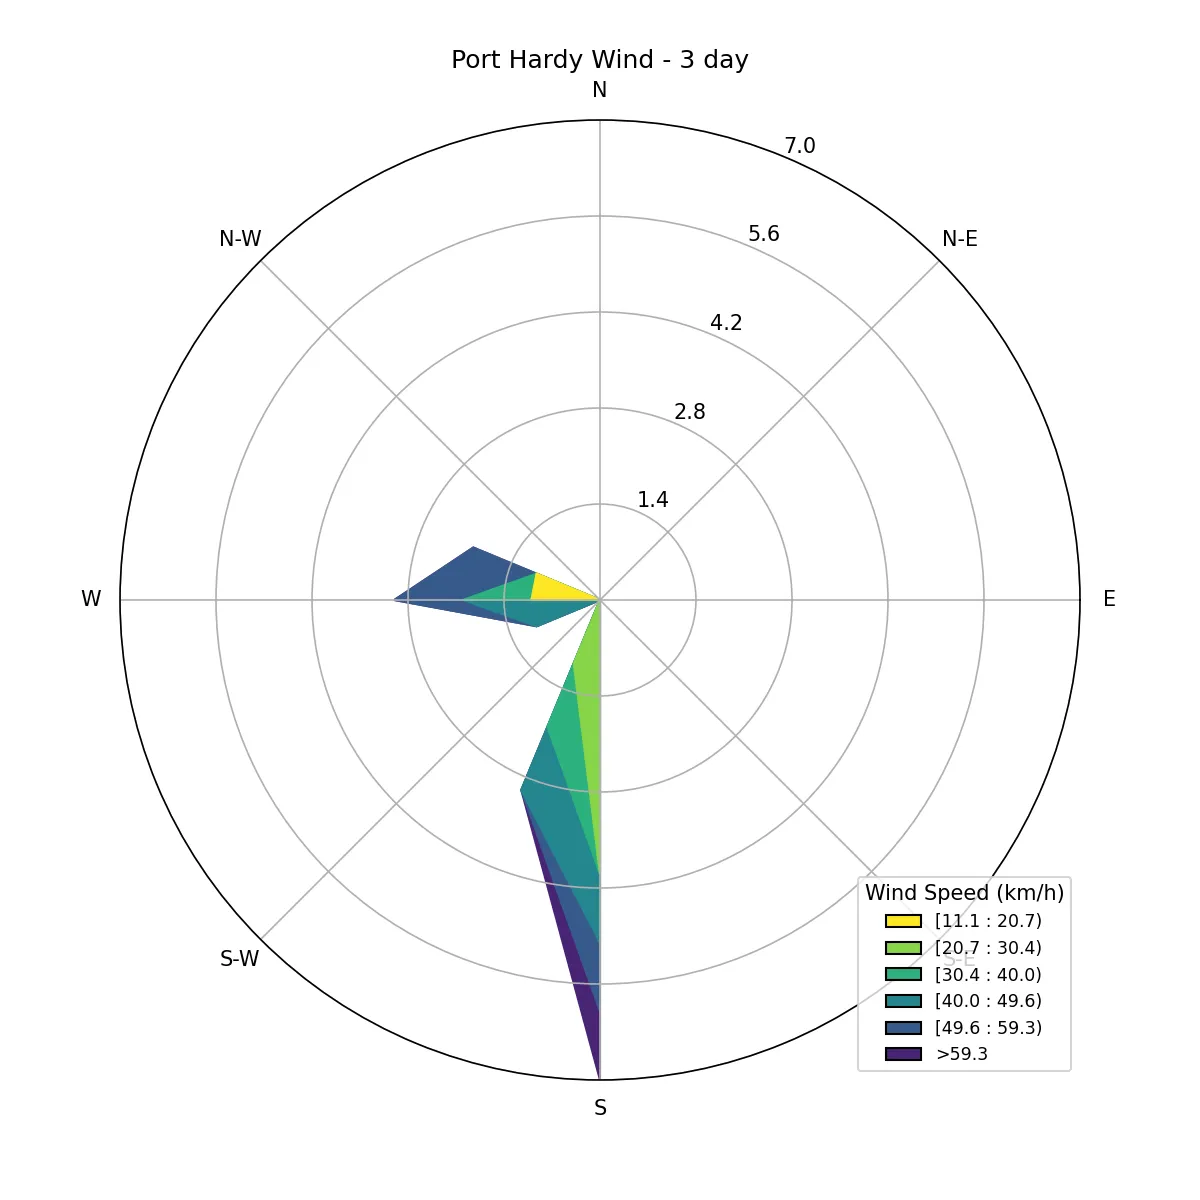 Port Hardy Wind - 3 day
N
7.0
N-W
5.6
N-E
4.2
2.8
1.4
W
E
Wind Speed (km/h)
[11.1 : 20.7)
[20.7 : 30.4)
S-W
S-E
[30.4 : 40.0)
[40.0 : 49.6)
[49.6 : 59.3)
>59.3
S